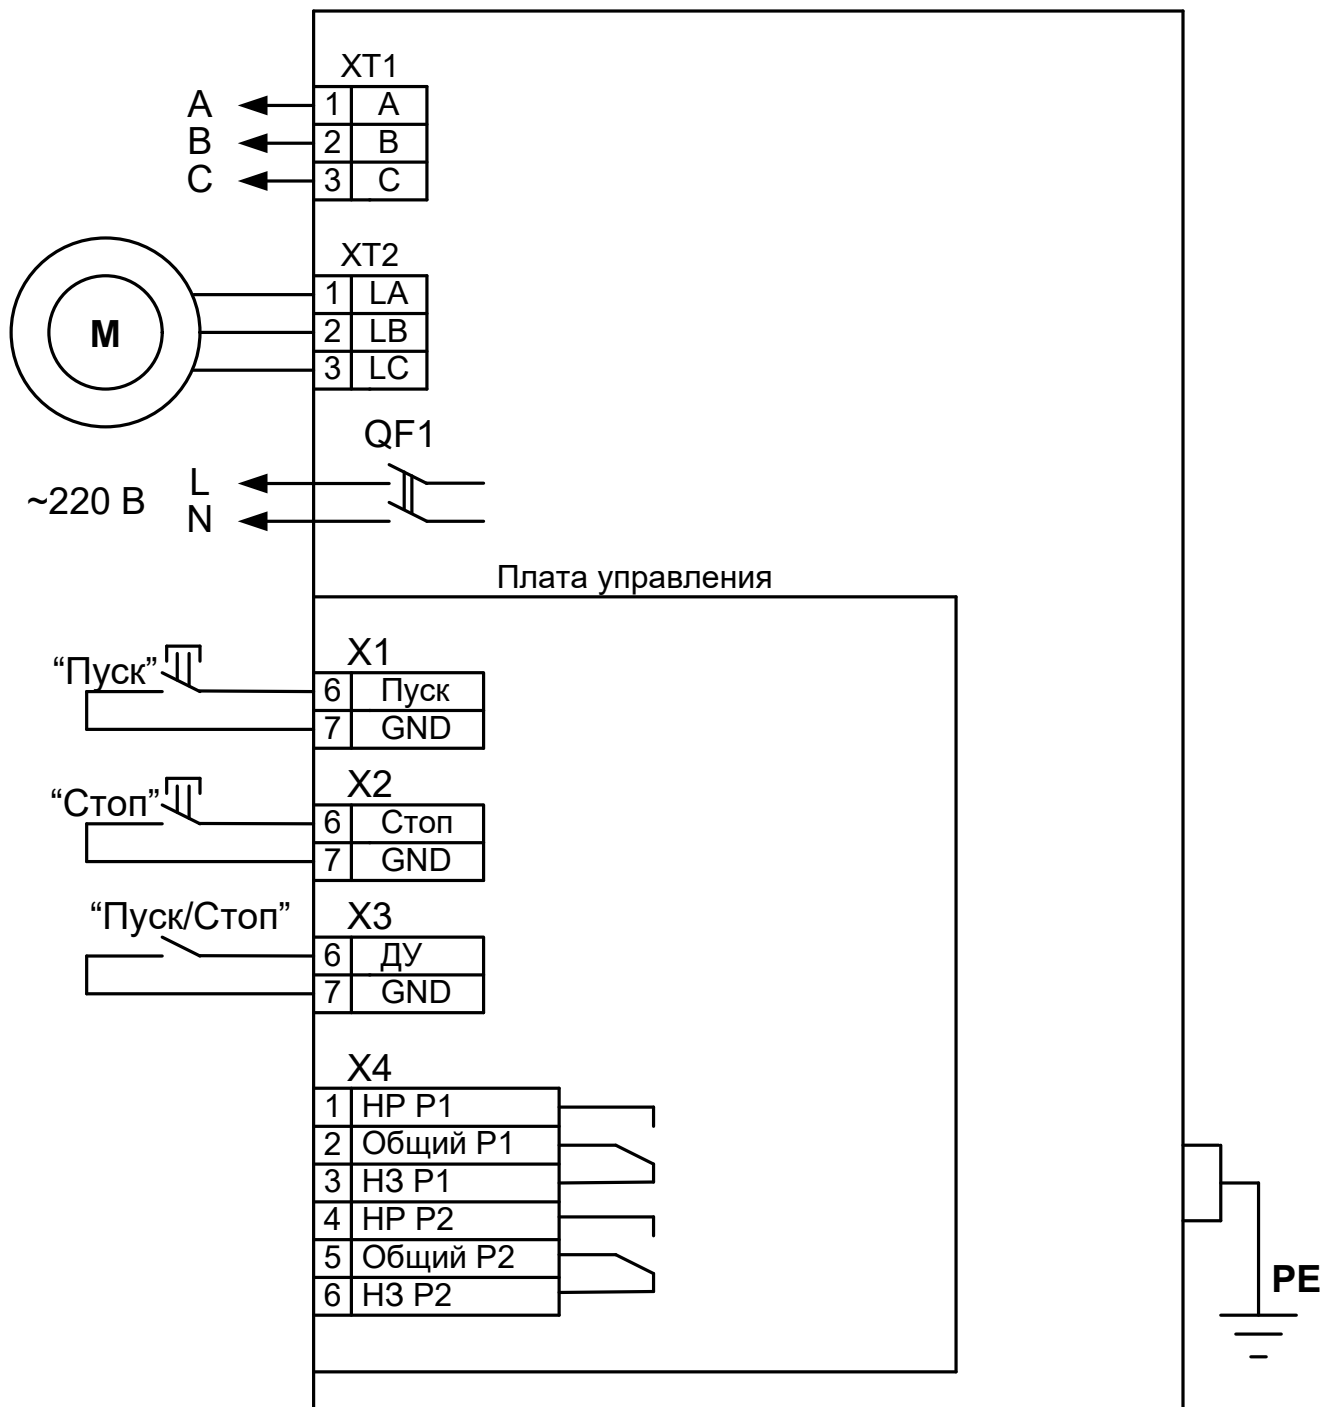 XT1
A 1 A
B 2 B
C 3 C
XT2
1 LA
M 2 LB
3 LC
QF1
~220 В L
N
Плата управления
X1
“Пуск” 6 Пуск
7 GND
X2
“Стоп” 6 Стоп
7 GND
“Пуск/Стоп” X3
6 ДУ
7 GND
X4
1 НР Р1
2 Общий Р1
3 НЗ Р1
4 НР Р2
5 Общий Р2
6 НЗ Р2
PE